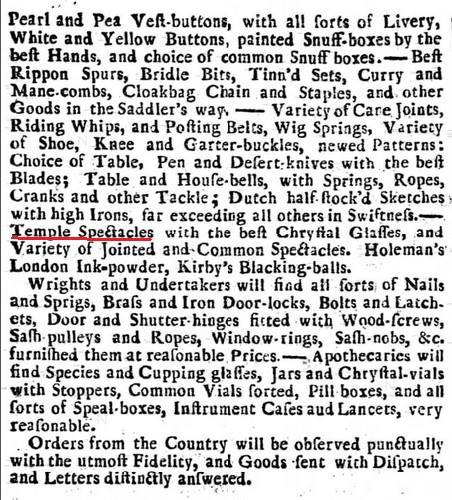 Pearl and Pea Veſt-buttons, with all ſorts of Livery,
White and Yellow Buttons, painted Snuff-boxes by the
beſt Hands, and choice of common Snuff boxes.— Beſt
Rippon Spurs, Bridle Bits, Tinn'd Sets, Curry and
Mane-combs, Cloakbag Chain and Staples, and other
Goods in the Saddler's way. — Variety of Care Joints,
Riding Whips, and Poſting Belts, Wig Springs, Variety
of Shoe, Knee and Garter-buckles, newed Patterns:
Choice of Table, Pen and Deſert-knives with the beſt
Blades; Table and Houſe-bells, with Springs, Ropes,
Cranks and other Tackle; Dutch half-ſtock'd Sketches
with high Irons, far exceeding all others in Swiftneſs.—
Temple Spectacles with the beſt Chryſtal Glaſſes, and
Variety of Jointed and Common Spectacles. Holeman's
London Ink-powder, Kirby's Blacking-balls.
Wrights and Undertakers will find all ſorts of Nails
and Sprigs, Braſs and Iron Door-locks, Bolts and Latch-
ets, Door and Shutter-hinges fitted with Wood-ſcrews,
Saſh-pulleys and Ropes, Window-rings, Saſh-nobs, &c.
furniſhed them at reaſonable Prices.— Apothecaries will
find Species and Cupping glaſſes, Jars and Chryſtal-vials
with Stoppers, Common Vials ſorted, Pill boxes, and all
ſorts of Speal-boxes, Inſtrument Caſes aud Lancets, very
reaſonable.
Orders from the Country will be obſerved punctually
with the utmoſt Fidelity, and Goods ſent with Diſpatch,
and Letters diſtinctly anſwered.